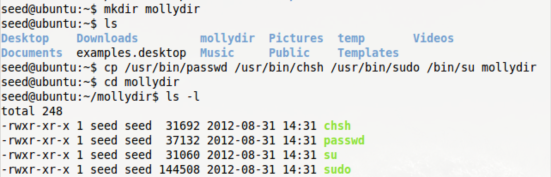 seed@ubuntu:~$ mkdir mollydir
seed@ubuntu:~$ ls
Desktop    Downloads         mollydir  Pictures  temp       Videos
Documents  examples.desktop  Music     Public    Templates
seed@ubuntu:~$ cp /usr/bin/passwd /usr/bin/chsh /usr/bin/sudo /bin/su mollydir
seed@ubuntu:~$ cd mollydir
seed@ubuntu:~/mollydir$ ls -l
total 248
-rwxr-xr-x 1 seed seed  31692 2012-08-31 14:31 chsh
-rwxr-xr-x 1 seed seed  37132 2012-08-31 14:31 passwd
-rwxr-xr-x 1 seed seed  31060 2012-08-31 14:31 su
-rwxr-xr-x 1 seed seed 144508 2012-08-31 14:31 sudo